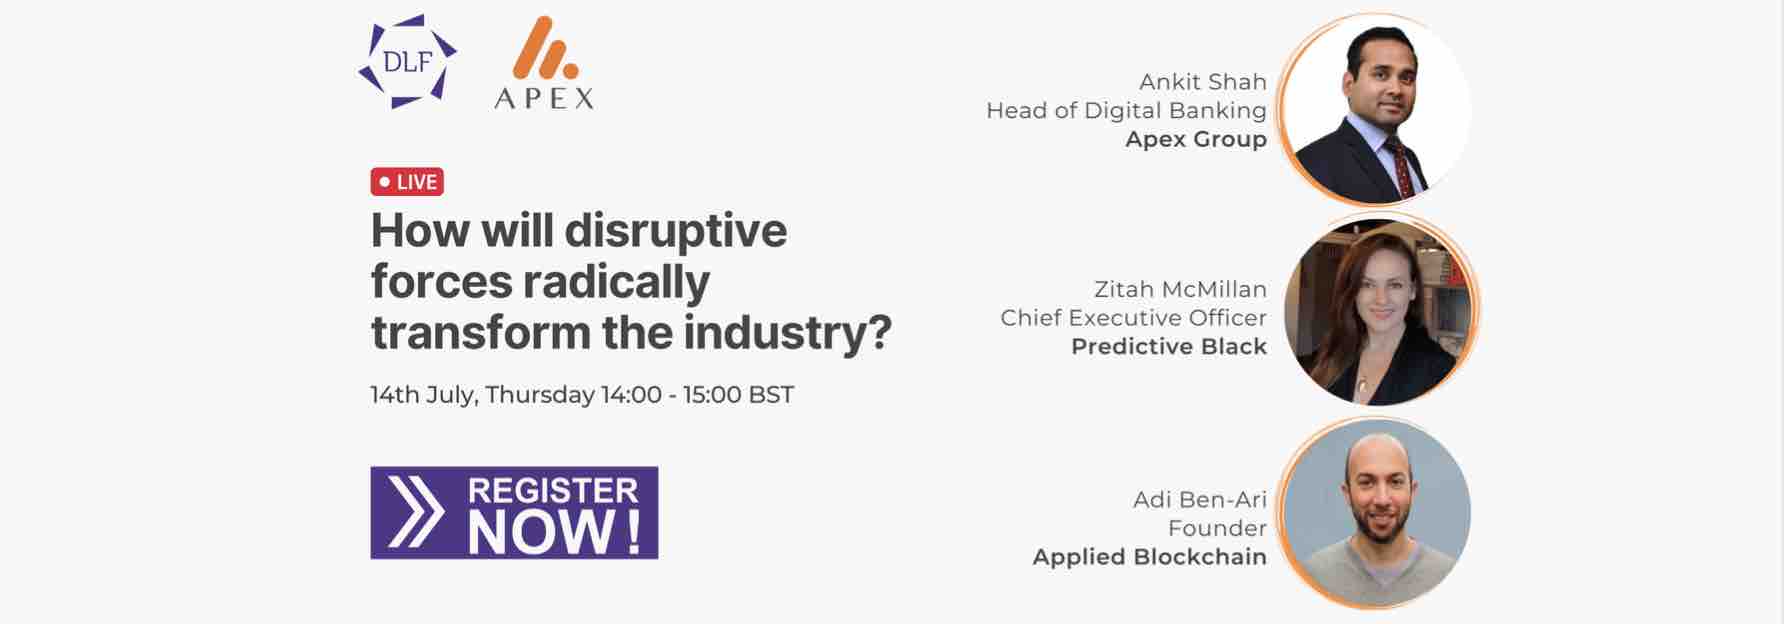 DLF
APEX
LIVE
How will disruptive
forces radically
transform the industry?
14th July, Thursday 14:00 - 15:00 BST
REGISTER
NOW!
Ankit Shah
Head of Digital Banking
Apex Group
Zitah McMillan
Chief Executive Officer
Predictive Black
Adi Ben-Ari
Founder
Applied Blockchain